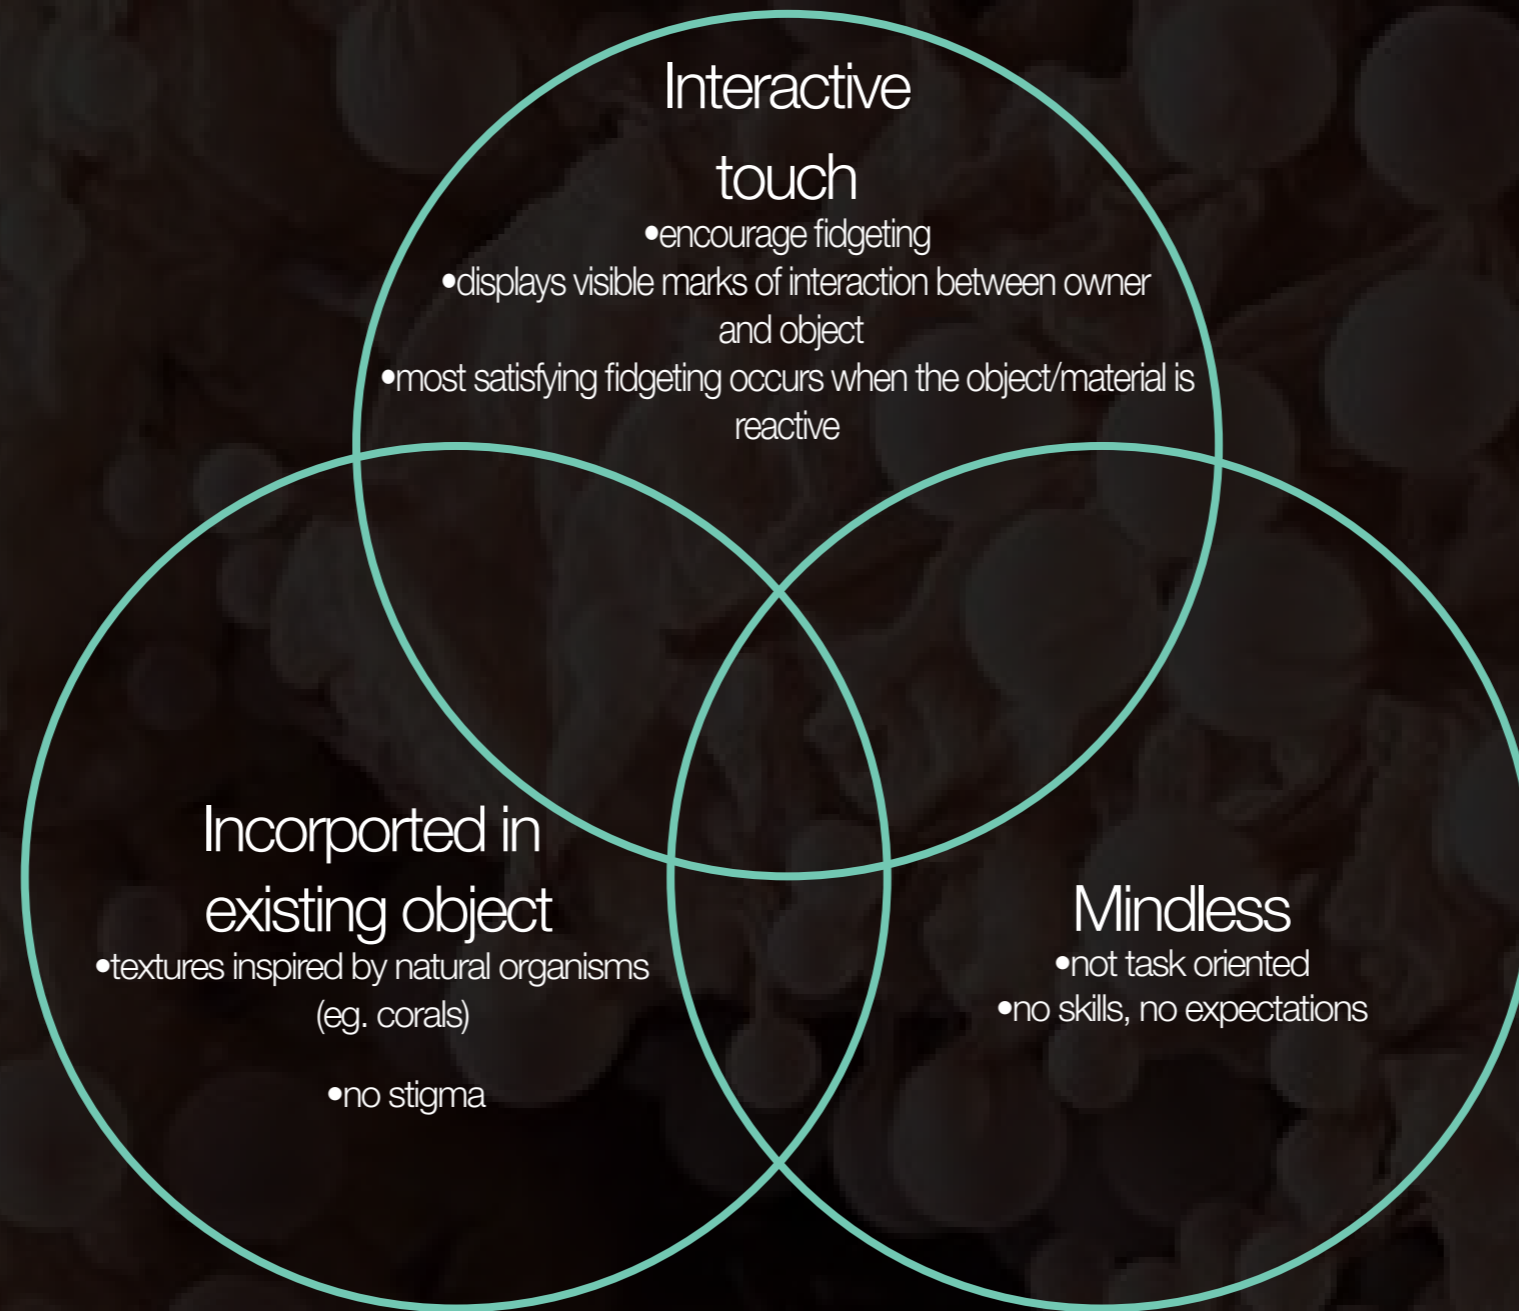 Interactive
touch
•encourage fidgeting
•displays visible marks of interaction between owner
and object
•most satisfying fidgeting occurs when the object/material is
reactive
Incorported in
existing object
•textures inspired by natural organisms
(eg. corals)
•no stigma
Mindless
•not task oriented
•no skills, no expectations